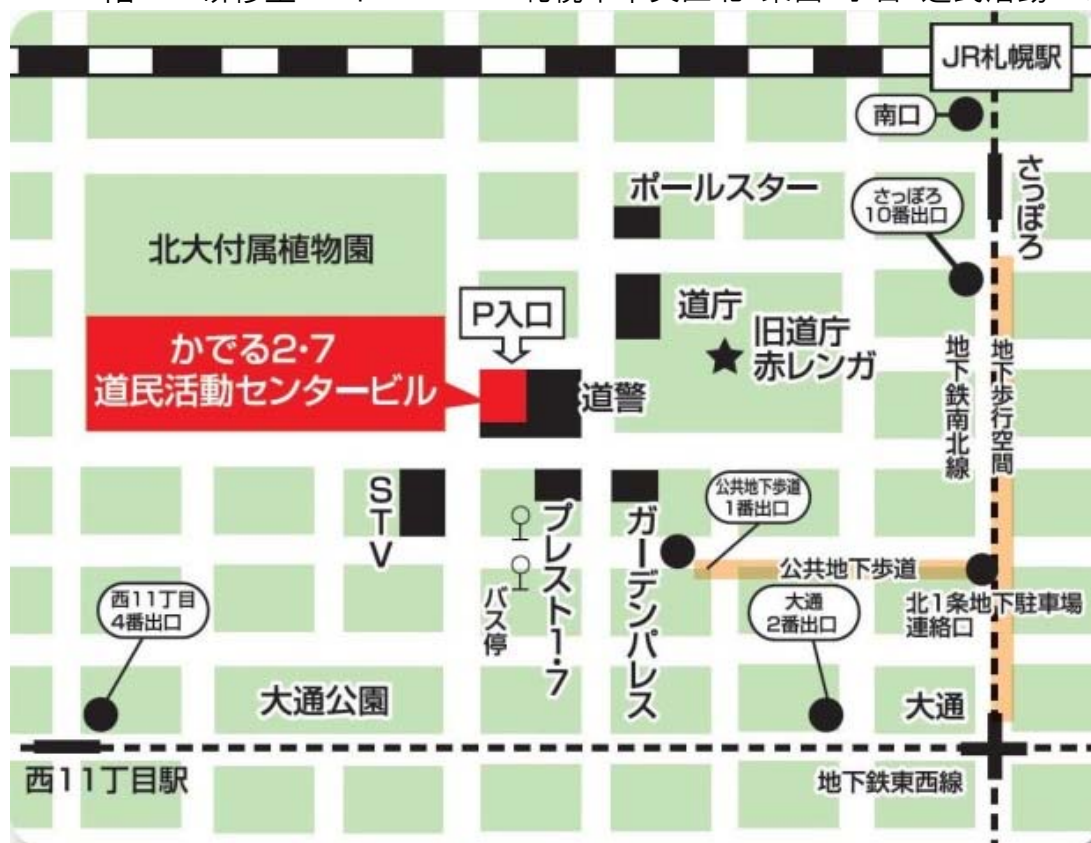 JR札幌駅
南口
さっぽろ
ポールスター
さっぽろ
10番出口
北大付属植物園
P入口
道庁
旧道庁
赤レンガ
かでる2・7
道民活動センタービル
道警
地下鉄南北線
地下歩行空間
STV
プレスト1・7
ガーデンパレス
公共地下歩道
1番出口
公共地下歩道
バス停
西11丁目
4番出口
大通
2番出口
北1条地下駐車場
連絡口
大通公園
大通
西11丁目駅
地下鉄東西線